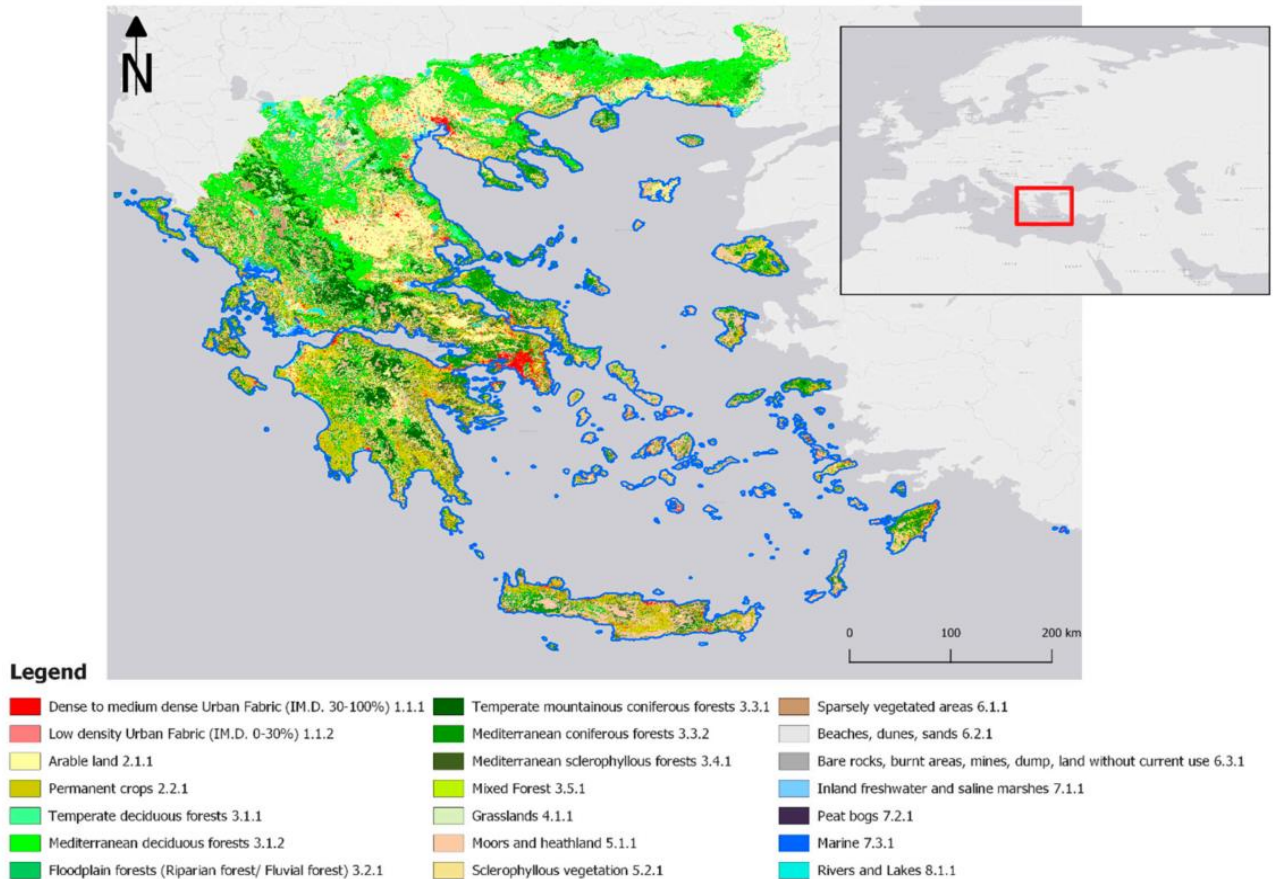 N
0 100 200 km
Legend
Dense to medium dense Urban Fabric (IM.D. 30-100%) 1.1.1
Low density Urban Fabric (IM.D. 0-30%) 1.1.2
Arable land 2.1.1
Permanent crops 2.2.1
Temperate deciduous forests 3.1.1
Mediterranean deciduous forests 3.1.2
Floodplain forests (Riparian forest/ Fluvial forest) 3.2.1
Temperate mountainous coniferous forests 3.3.1
Mediterranean coniferous forests 3.3.2
Mediterranean sclerophyllous forests 3.4.1
Mixed Forest 3.5.1
Grasslands 4.1.1
Moors and heathland 5.1.1
Sclerophyllous vegetation 5.2.1
Sparsely vegetated areas 6.1.1
Beaches, dunes, sands 6.2.1
Bare rocks, burnt areas, mines, dump, land without current use 6.3.1
Inland freshwater and saline marshes 7.1.1
Peat bogs 7.2.1
Marine 7.3.1
Rivers and Lakes 8.1.1